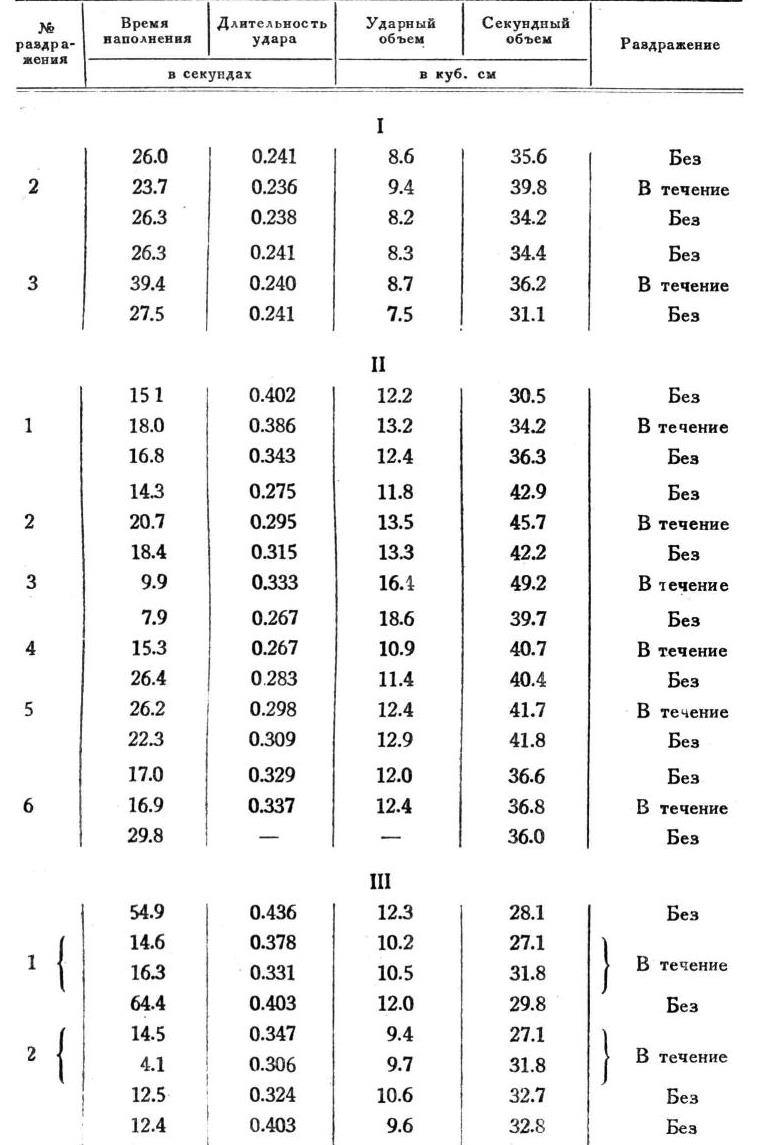 № раздражения Время наполнения Длительность удара Ударный объем Секундный объем Раздражение
в секундах в куб. см
I
26.0 0.241 8.6 35.6 Без
2 23.7 0.236 9.4 39.8 В течение
26.3 0.238 8.2 34.2 Без
26.3 0.241 8.3 34.4 Без
3 39.4 0.240 8.7 36.2 В течение
27.5 0.241 7.5 31.1 Без
II
15 1 0.402 12.2 30.5 Без
1 18.0 0.386 13.2 34.2 В течение
16.8 0.343 12.4 36.3 Без
14.3 0.275 11.8 42.9 Без
2 20.7 0.295 13.5 45.7 В течение
18.4 0.315 13.3 42.2 Без
3 9.9 0.333 16.4 49.2 В течение
7.9 0.267 18.6 39.7 Без
4 15.3 0.267 10.9 40.7 В течение
26.4 0.283 11.4 40.4 Без
5 26.2 0.298 12.4 41.7 В течение
22.3 0.309 12.9 41.8 Без
17.0 0.329 12.0 36.6 Без
6 16.9 0.337 12.4 36.8 В течение
29.8 — — 36.0 Без
III
54.9 0.436 12.3 28.1 Без
14.6 0.378 10.2 27.1
1 { } В течение
16.3 0.331 10.5 31.8
64.4 0.403 12.0 29.8 Без
14.5 0.347 9.4 27.1
2 { } В течение
4.1 0.306 9.7 31.8
12.5 0.324 10.6 32.7 Без
12.4 0.403 9.6 32.8 Без